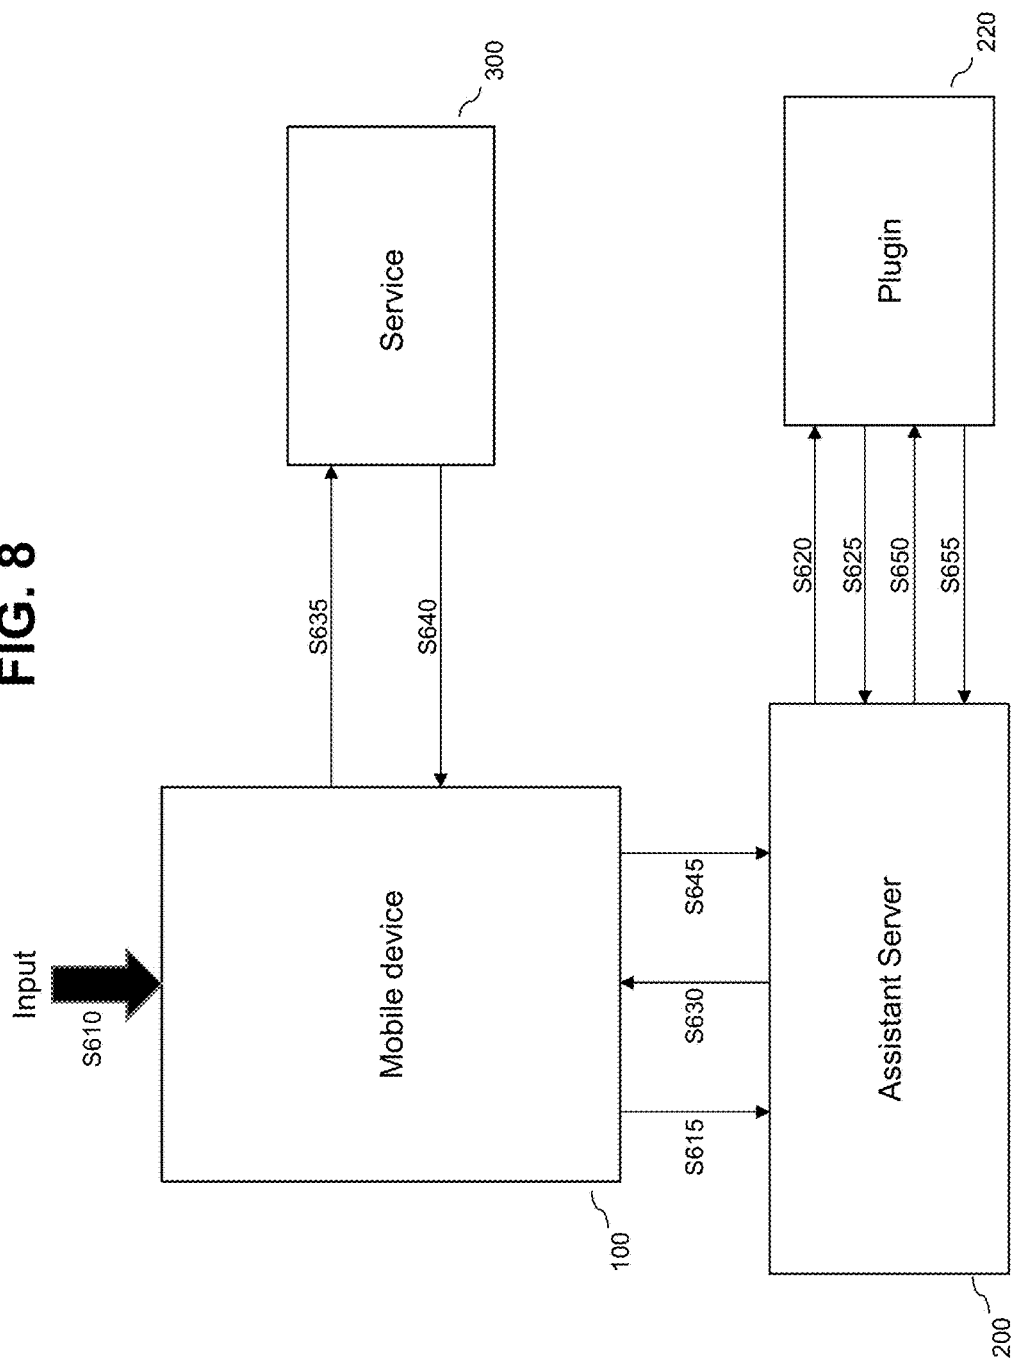 FIG. 8
Input
S610
Mobile device
100
S635
S640
Service
300
S615
S630
S645
Assistant Server
200
S620
S625
S650
S655
Plugin
220